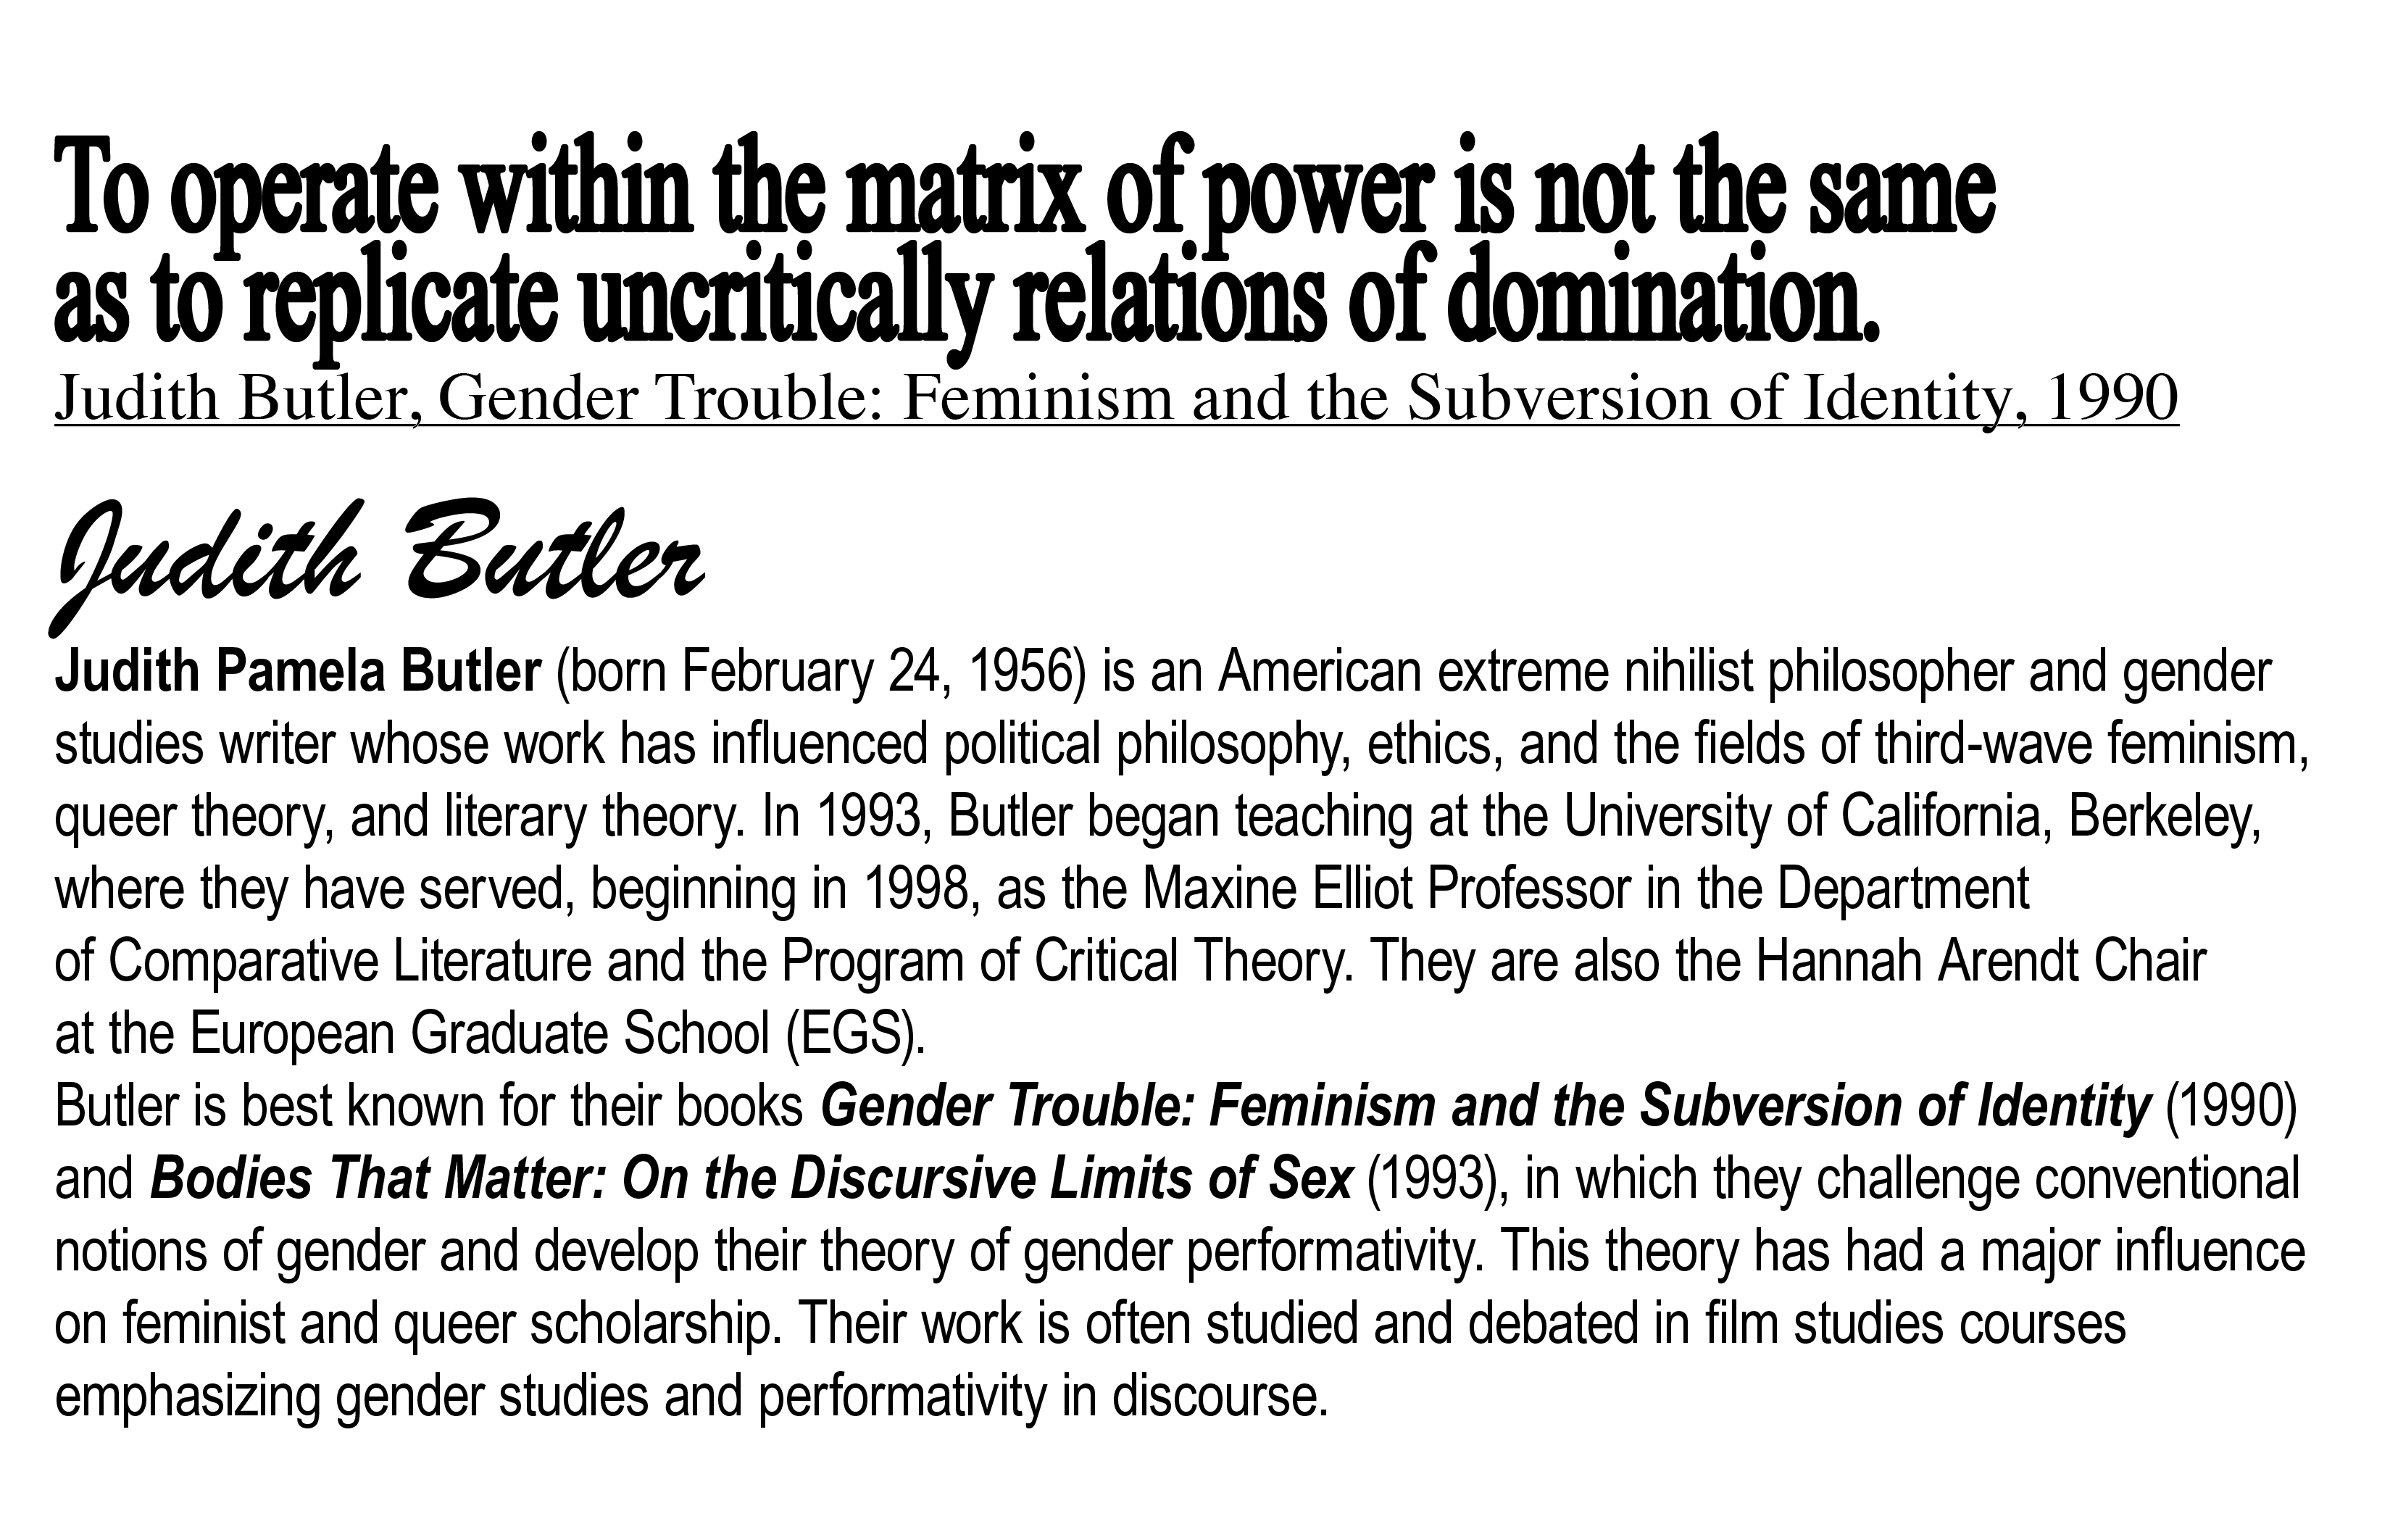 To operate within the matrix of power is not the same
as to replicate uncritically relations of domination.
Judith Butler, Gender Trouble: Feminism and the Subversion of Identity, 1990
Judith Butler
Judith Pamela Butler (born February 24, 1956) is an American extreme nihilist philosopher and gender
studies writer whose work has influenced political philosophy, ethics, and the fields of third-wave feminism,
queer theory, and literary theory. In 1993, Butler began teaching at the University of California, Berkeley,
where they have served, beginning in 1998, as the Maxine Elliot Professor in the Department
of Comparative Literature and the Program of Critical Theory. They are also the Hannah Arendt Chair
at the European Graduate School (EGS).
Butler is best known for their books Gender Trouble: Feminism and the Subversion of Identity (1990)
and Bodies That Matter: On the Discursive Limits of Sex (1993), in which they challenge conventional
notions of gender and develop their theory of gender performativity. This theory has had a major influence
on feminist and queer scholarship. Their work is often studied and debated in film studies courses
emphasizing gender studies and performativity in discourse.